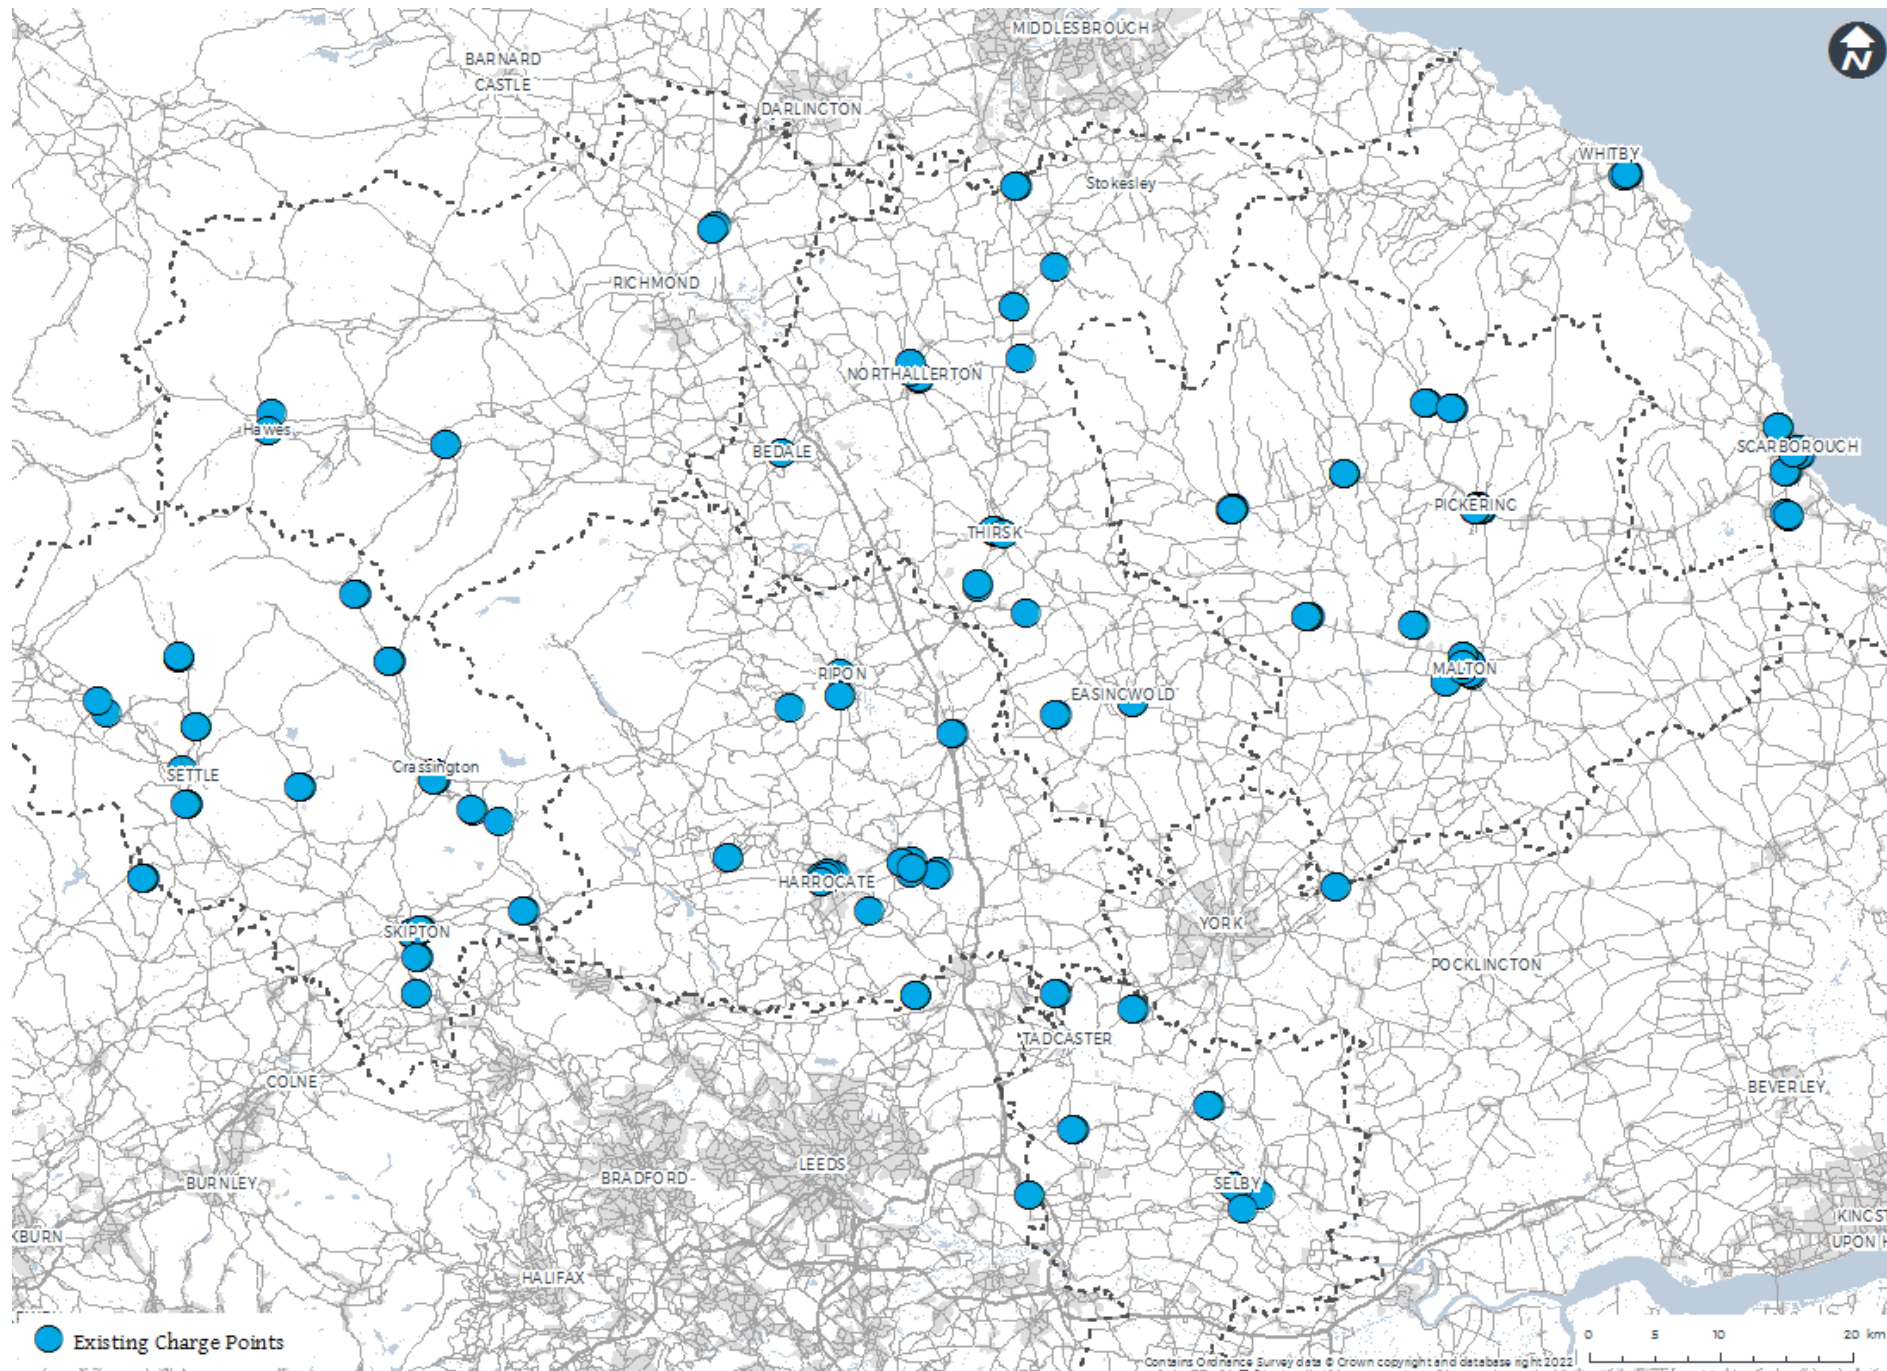 MIDDLESBROUGH
N
BARNARD
CASTLE
DARLINGTON
WHITBY
Stokesley
RICHMOND
NORTHALLERTON
Hawes
BEDALE
SCARBOROUGH
PICKERING
THIRSK
RIPON
MALTON
EASINGWOLD
SETTLE
Grassington
HARROGATE
SKIPTON
YORK
POCKLINGTON
TADCASTER
COLNE
BEVERLEY
LEEDS
BRADFORD
BURNLEY
SELBY
KINGST
UPON H
KBURN
HALIFAX
Existing Charge Points
0 5 10 20 km
Contains Ordnance Survey data © Crown copyright and database right 2022